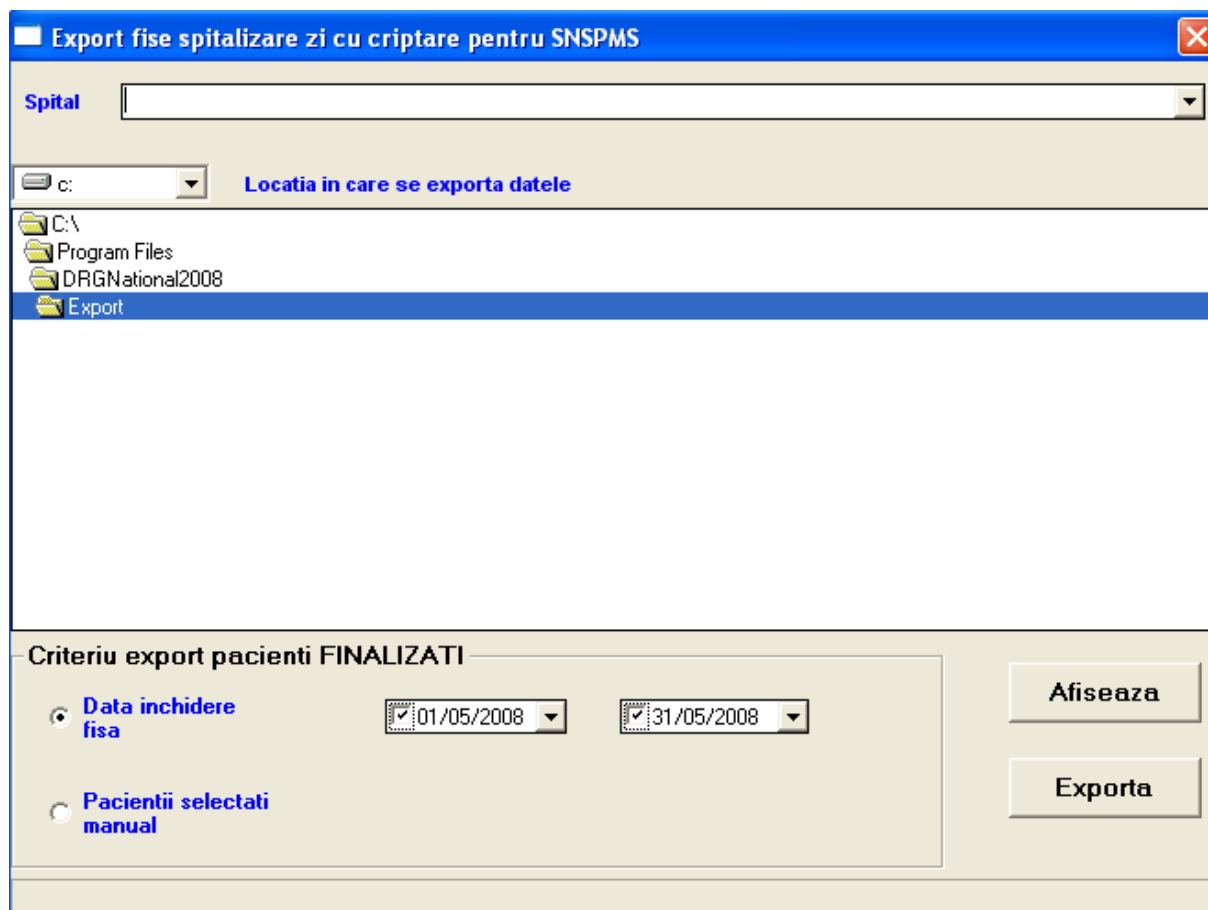 Export fise spitalizare zi cu criptare pentru SNSPMS
Spital
c:
Locatia in care se exporta datele
C:\
Program Files
DRGNational2008
Export
Criteriu export pacienti FINALIZATI
Data inchidere
fisa
01/05/2008
31/05/2008
Afiseaza
Pacientii selectati
manual
Exporta